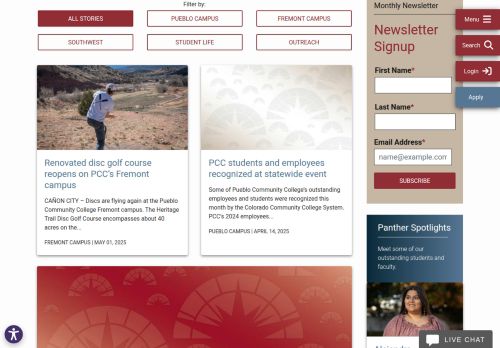 Filter by:
ALL STORIES
PUEBLO CAMPUS
FREMONT CAMPUS
SOUTHWEST
STUDENT LIFE
OUTREACH
Renovated disc golf course
reopens on PCC's Fremont
campus
CAÑON CITY – Discs are flying again at the Pueblo
Community College Fremont campus. The Heritage
Trail Disc Golf Course encompasses about 40
acres on the...
FREMONT CAMPUS | MAY 01, 2025
PCC students and employees
recognized at statewide event
Some of Pueblo Community College's outstanding
employees and students were recognized this
month by the Colorado Community College System.
PCC's 2024 employees...
PUEBLO CAMPUS | APRIL 14, 2025
Monthly Newsletter
Newsletter
Signup
First Name*
Last Name*
Email Address*
name@example.com
SUBSCRIBE
Panther Spotlights
Meet some of our
outstanding students and
faculty.
Menu
Search
Login
Apply
LIVE CHAT